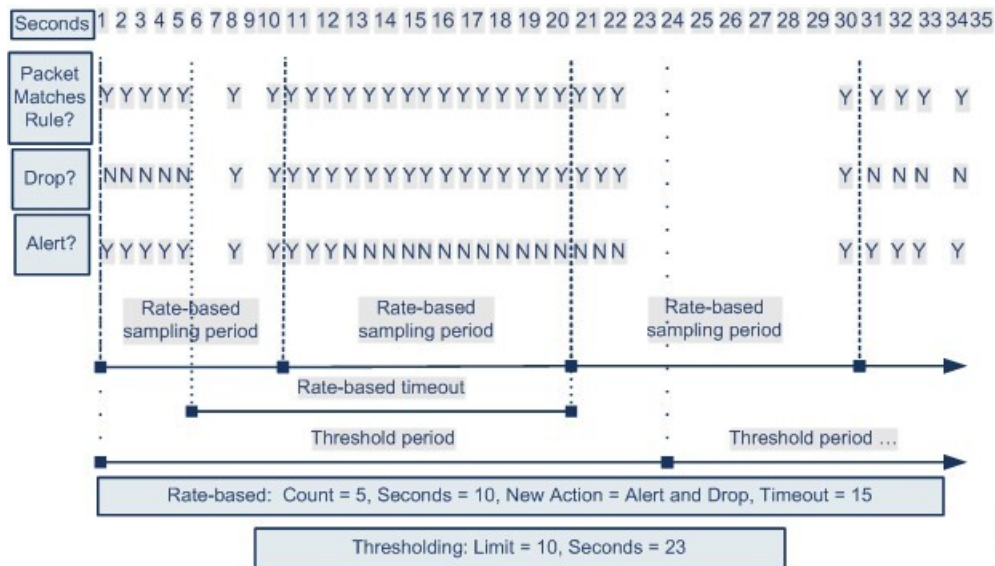 Seconds 1 2 3 4 5 6 7 8 9 10 11 12 13 14 15 16 17 18 19 20 21 22 23 24 25 26 27 28 29 30 31 32 33 34 35
Packet
Matches
Rule?
Y Y Y Y Y Y Y Y Y Y Y Y Y Y Y Y Y Y Y Y Y Y Y Y Y Y Y Y Y Y
Drop?
N N N N N Y Y Y Y Y Y Y Y Y Y Y Y Y Y Y Y Y Y Y Y Y N N N N
Alert?
Y Y Y Y Y Y Y Y Y Y N N N N N N N N N N N N N N N Y Y Y Y Y
Rate-based
sampling period
Rate-based
sampling period
Rate-based
sampling period
Rate-based timeout
Threshold period
Threshold period ...
Rate-based: Count = 5, Seconds = 10, New Action = Alert and Drop, Timeout = 15
Thresholding: Limit = 10, Seconds = 23